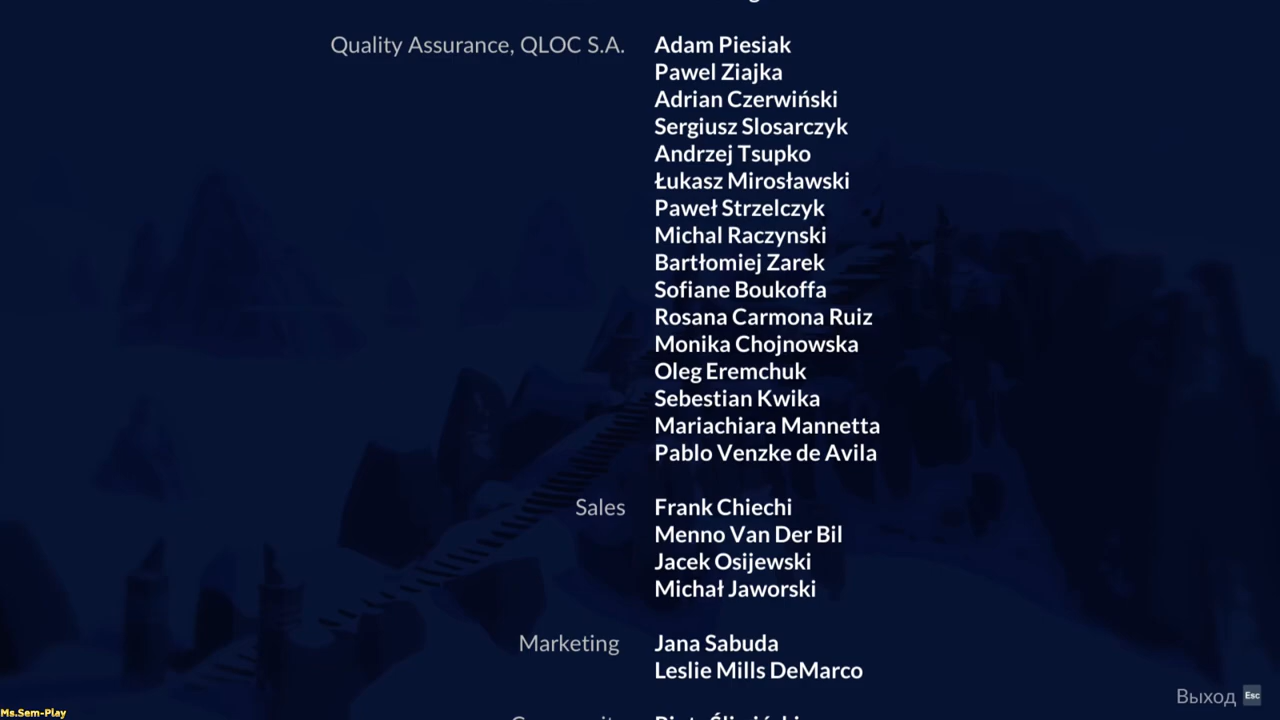 Quality Assurance, QLOC S.A. Adam Piesiak
Pawel Ziajka
Adrian Czerwiński
Sergiusz Slosarczyk
Andrzej Tsupko
Łukasz Mirosławski
Paweł Strzelczyk
Michal Raczynski
Bartłomiej Zarek
Sofiane Boukoffa
Rosana Carmona Ruiz
Monika Chojnowska
Oleg Eremchuk
Sebestian Kwika
Mariachiara Mannetta
Pablo Venzke de Avila
Sales Frank Chiechi
Menno Van Der Bil
Jacek Osijewski
Michał Jaworski
Marketing Jana Sabuda
Leslie Mills DeMarco
Выход Esc
Ms.Sem-Play